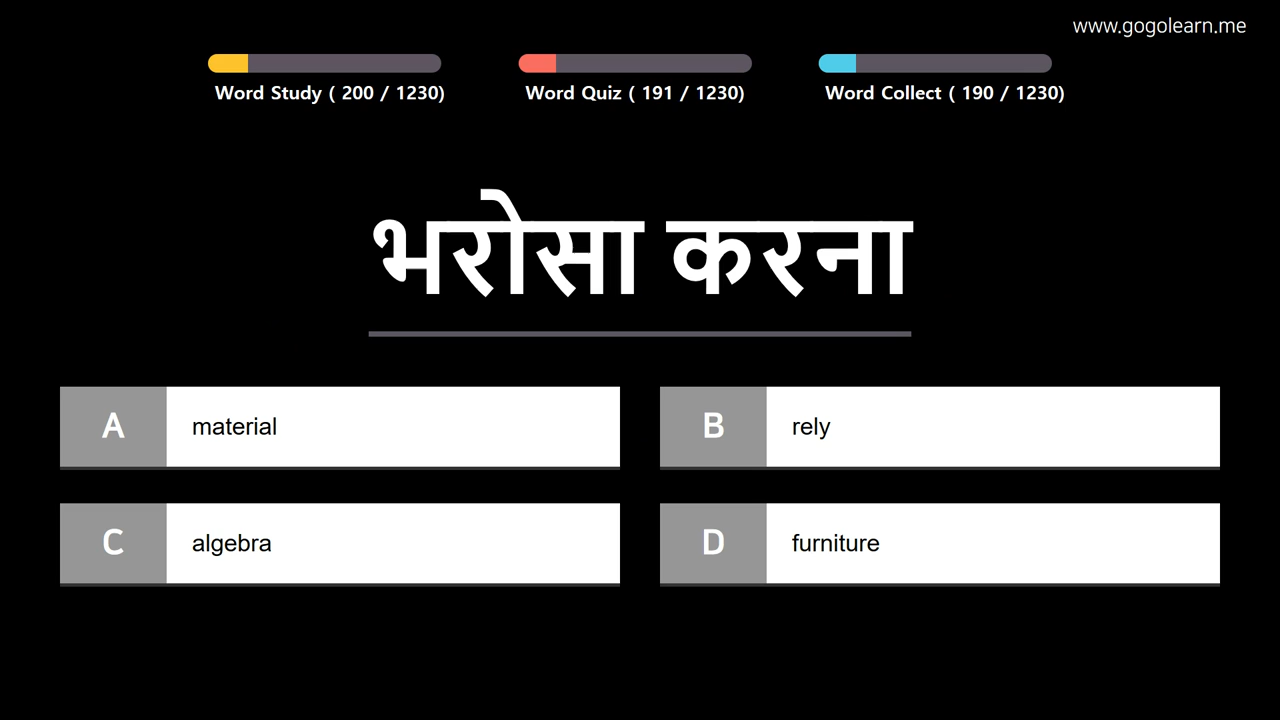 www.gogolearn.me
Word Study ( 200 / 1230)
Word Quiz ( 191 / 1230)
Word Collect ( 190 / 1230)
भरोसा करना
A material
B rely
C algebra
D furniture